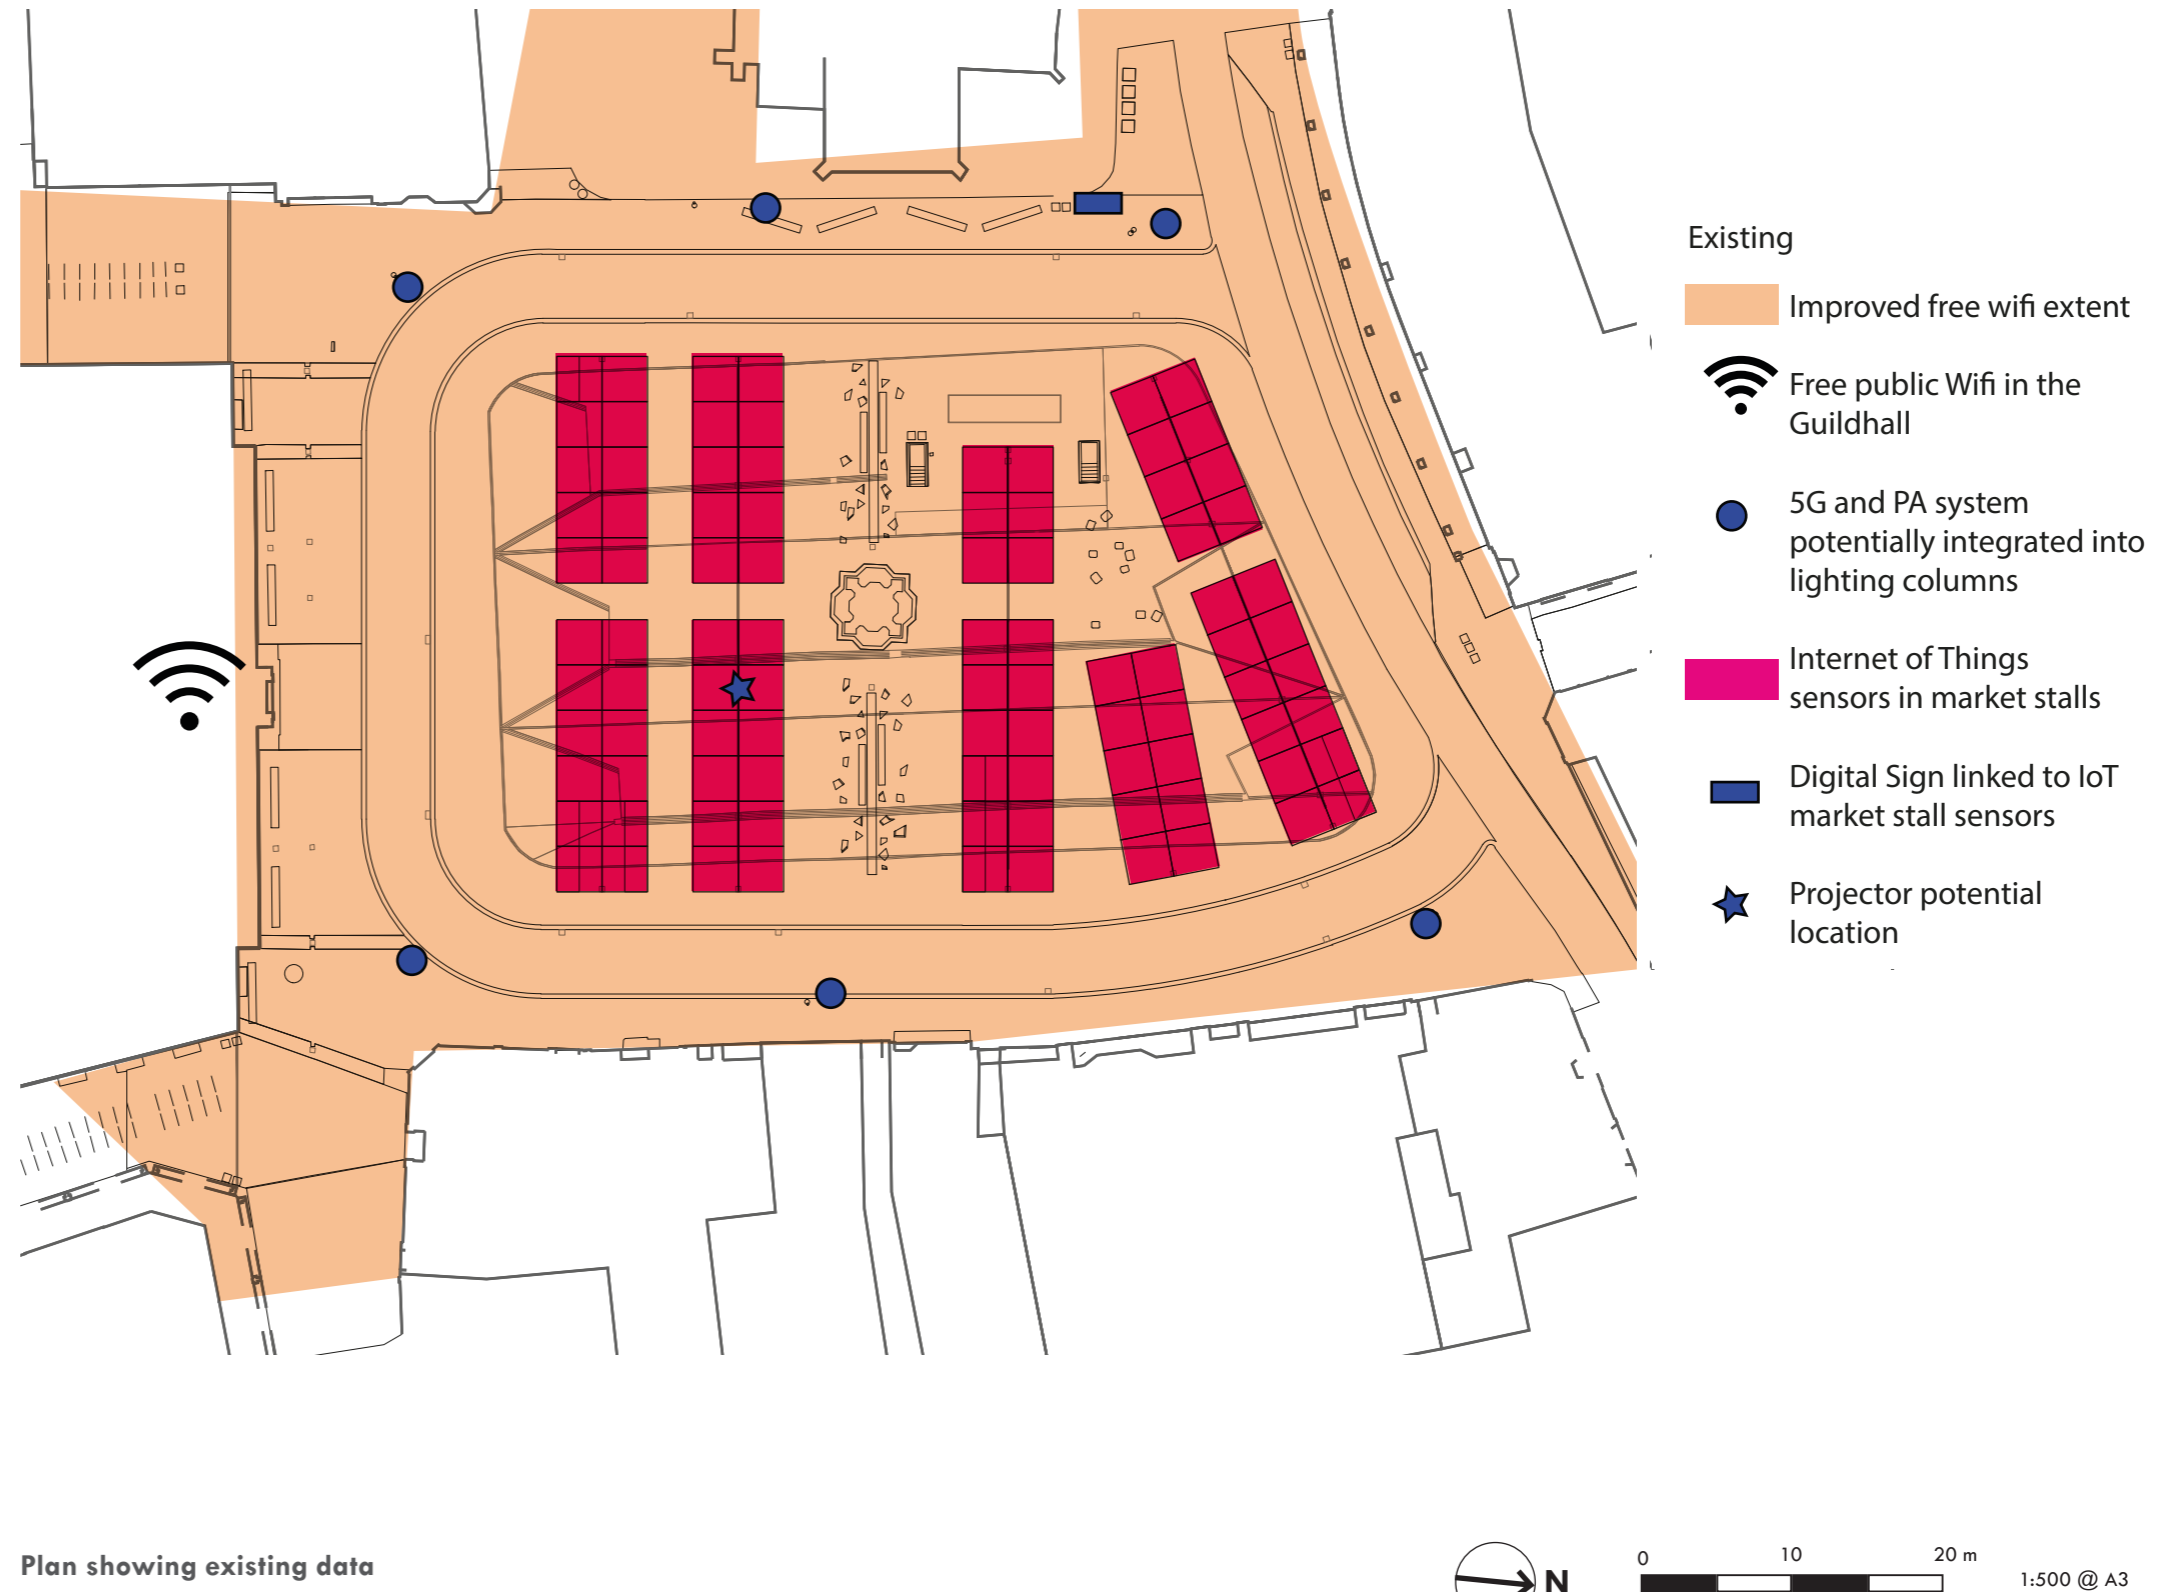 Existing
Improved free wifi extent
Free public Wifi in the
Guildhall
5G and PA system
potentially integrated into
lighting columns
Internet of Things
sensors in market stalls
Digital Sign linked to IoT
market stall sensors
Projector potential
location
Plan showing existing data
N
0 10 20 m
1:500 @ A3